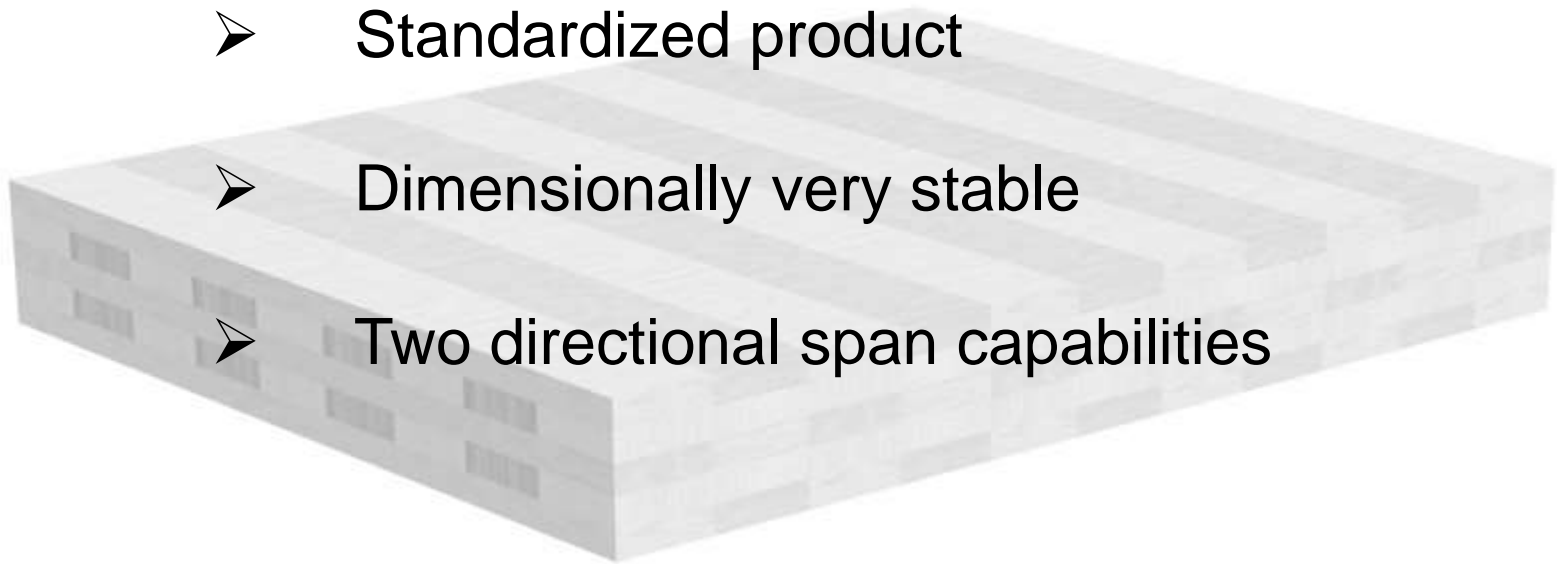 ➢ Standardized product
➢ Dimensionally very stable
➢ Two directional span capabilities